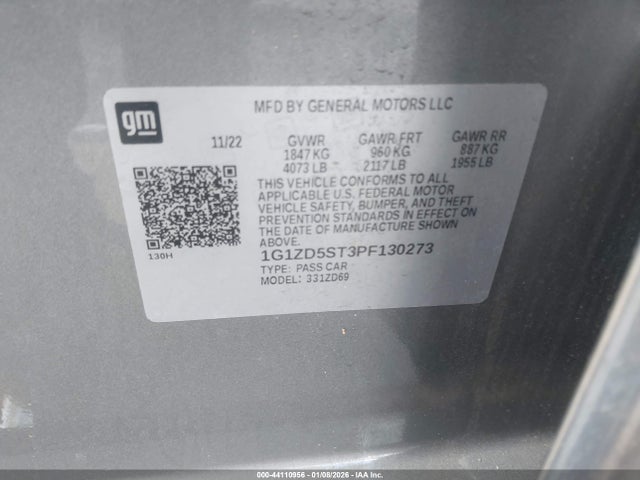 gm
MFD BY GENERAL MOTORS LLC
11/22 GVWR GAWR FRT GAWR RR
1847 KG 960 KG 887 KG
4073 LB 2117 LB 1955 LB
THIS VEHICLE CONFORMS TO ALL
APPLICABLE U.S. FEDERAL MOTOR
VEHICLE SAFETY, BUMPER, AND THEFT
PREVENTION STANDARDS IN EFFECT ON
THE DATE OF MANUFACTURE SHOWN
ABOVE.
130H
1G1ZD5ST3PF130273
TYPE: PASS CAR
MODEL: 331ZD69
000-44110956 - 01/08/2026 - IAA Holdings, LLC